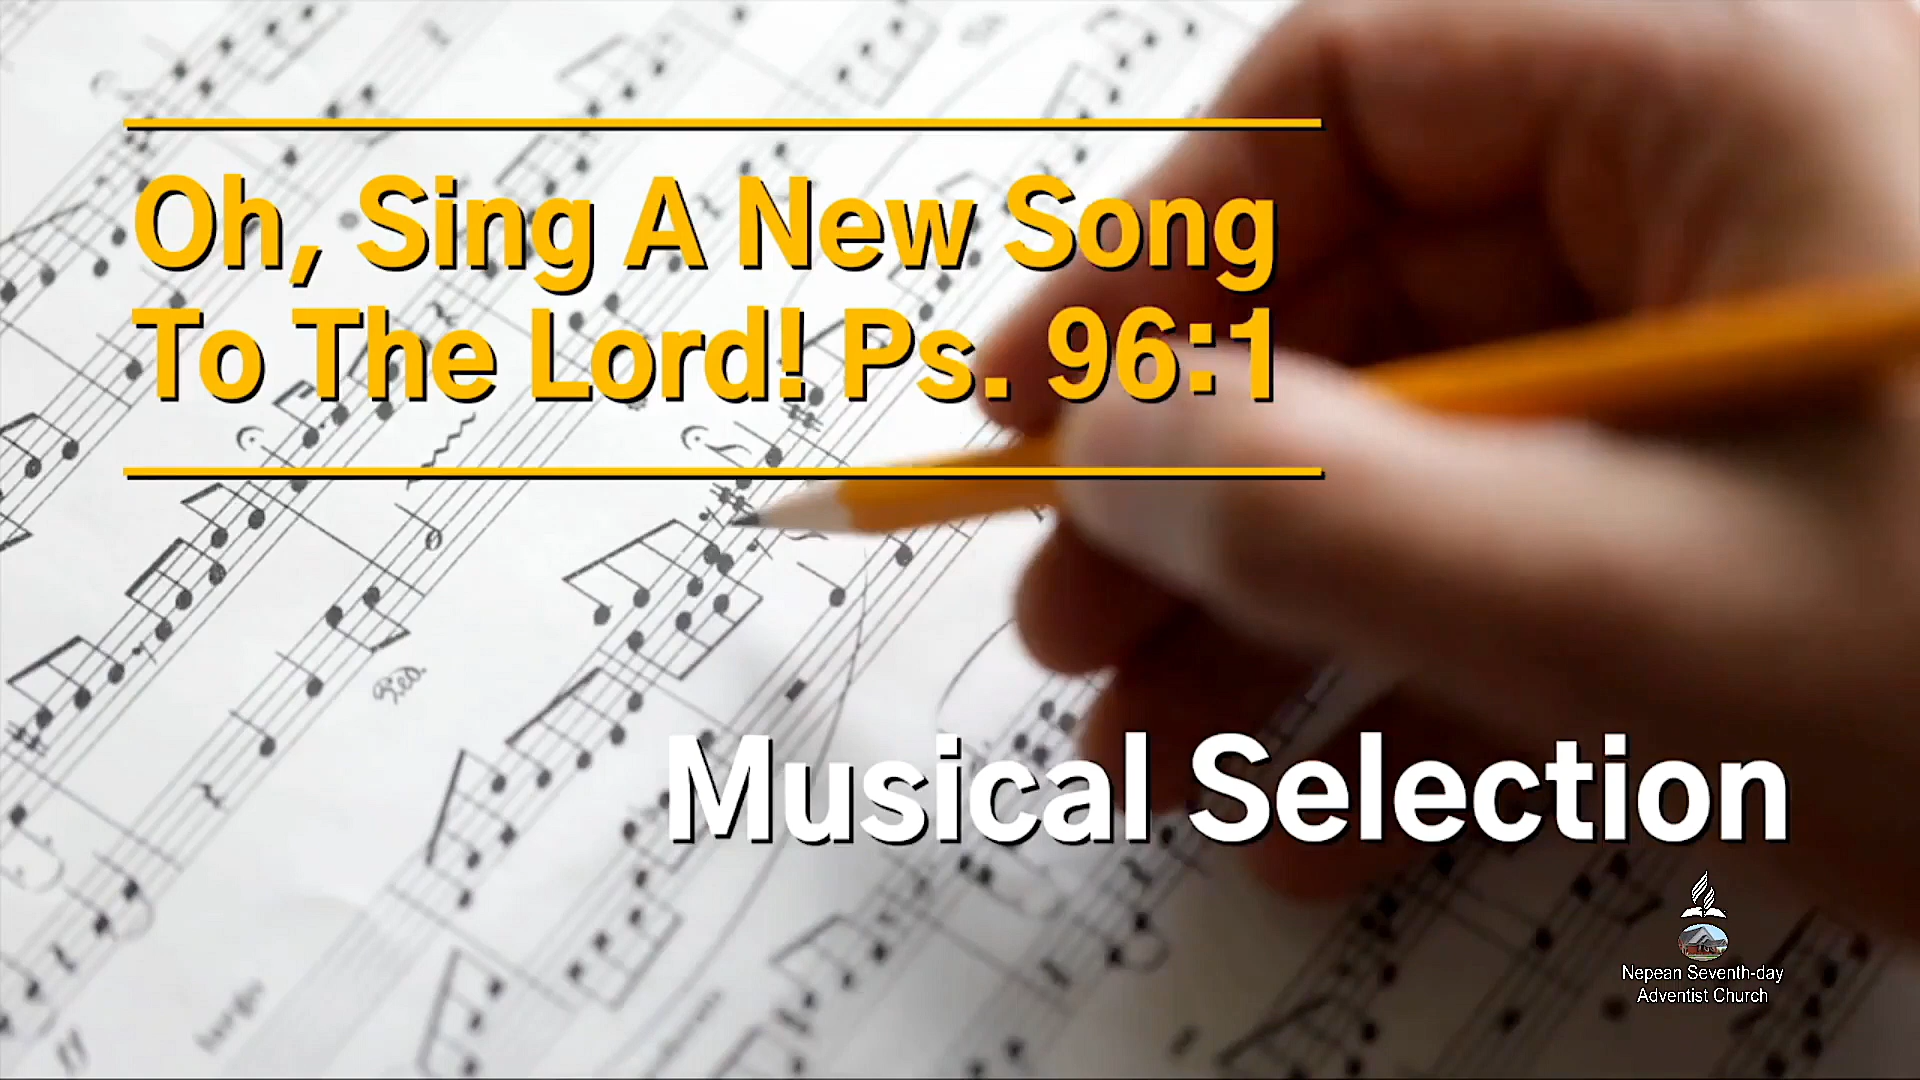 Oh, Sing A New Song
To The Lord! Ps. 96:1
Musical Selection
Nepean Seventh-day
Adventist Church